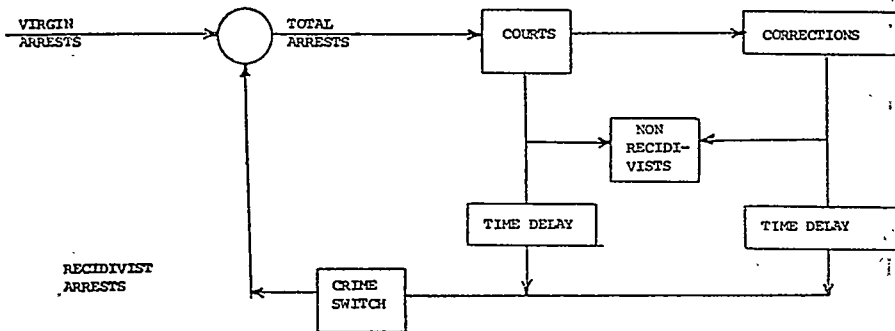 VIRGIN
ARRESTS
TOTAL
ARRESTS
COURTS
CORRECTIONS
NON
RECIDI-
VISTS
TIME DELAY
TIME DELAY
RECIDIVIST
ARRESTS
CRIME
SWITCH